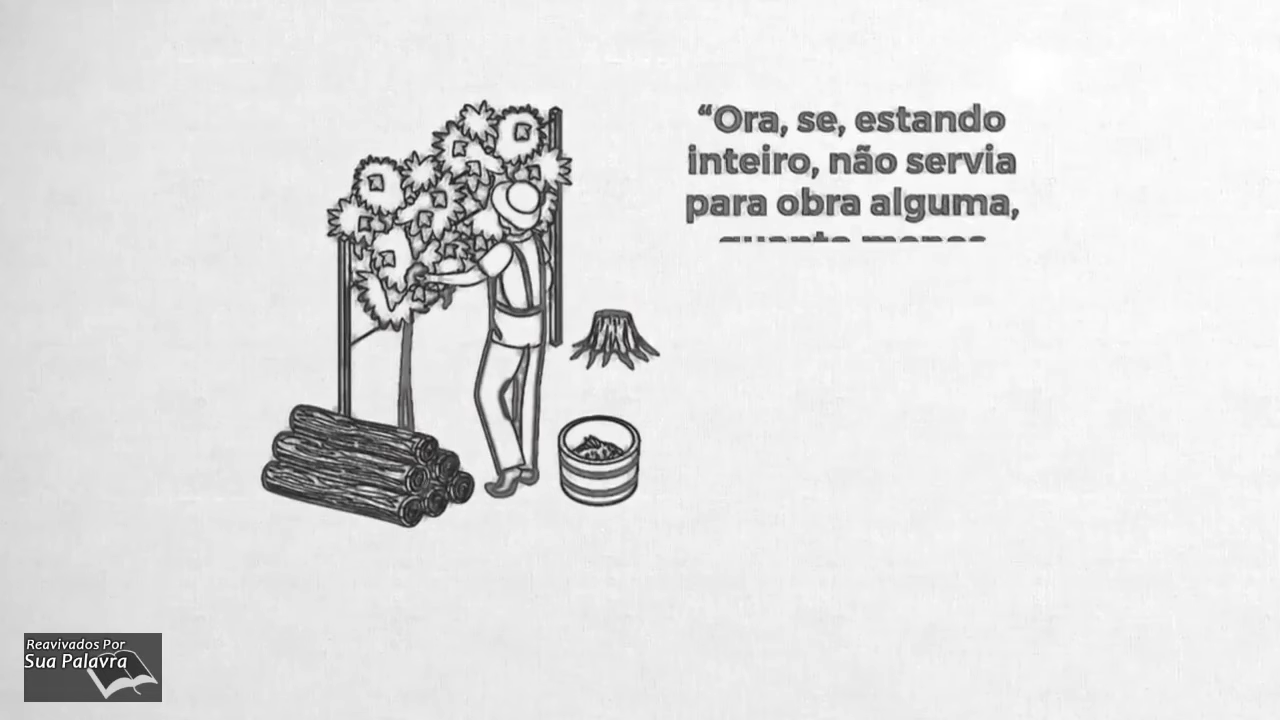 “Ora, se, estando
inteiro, não servia
para obra alguma,
Reavivados Por
Sua Palavra